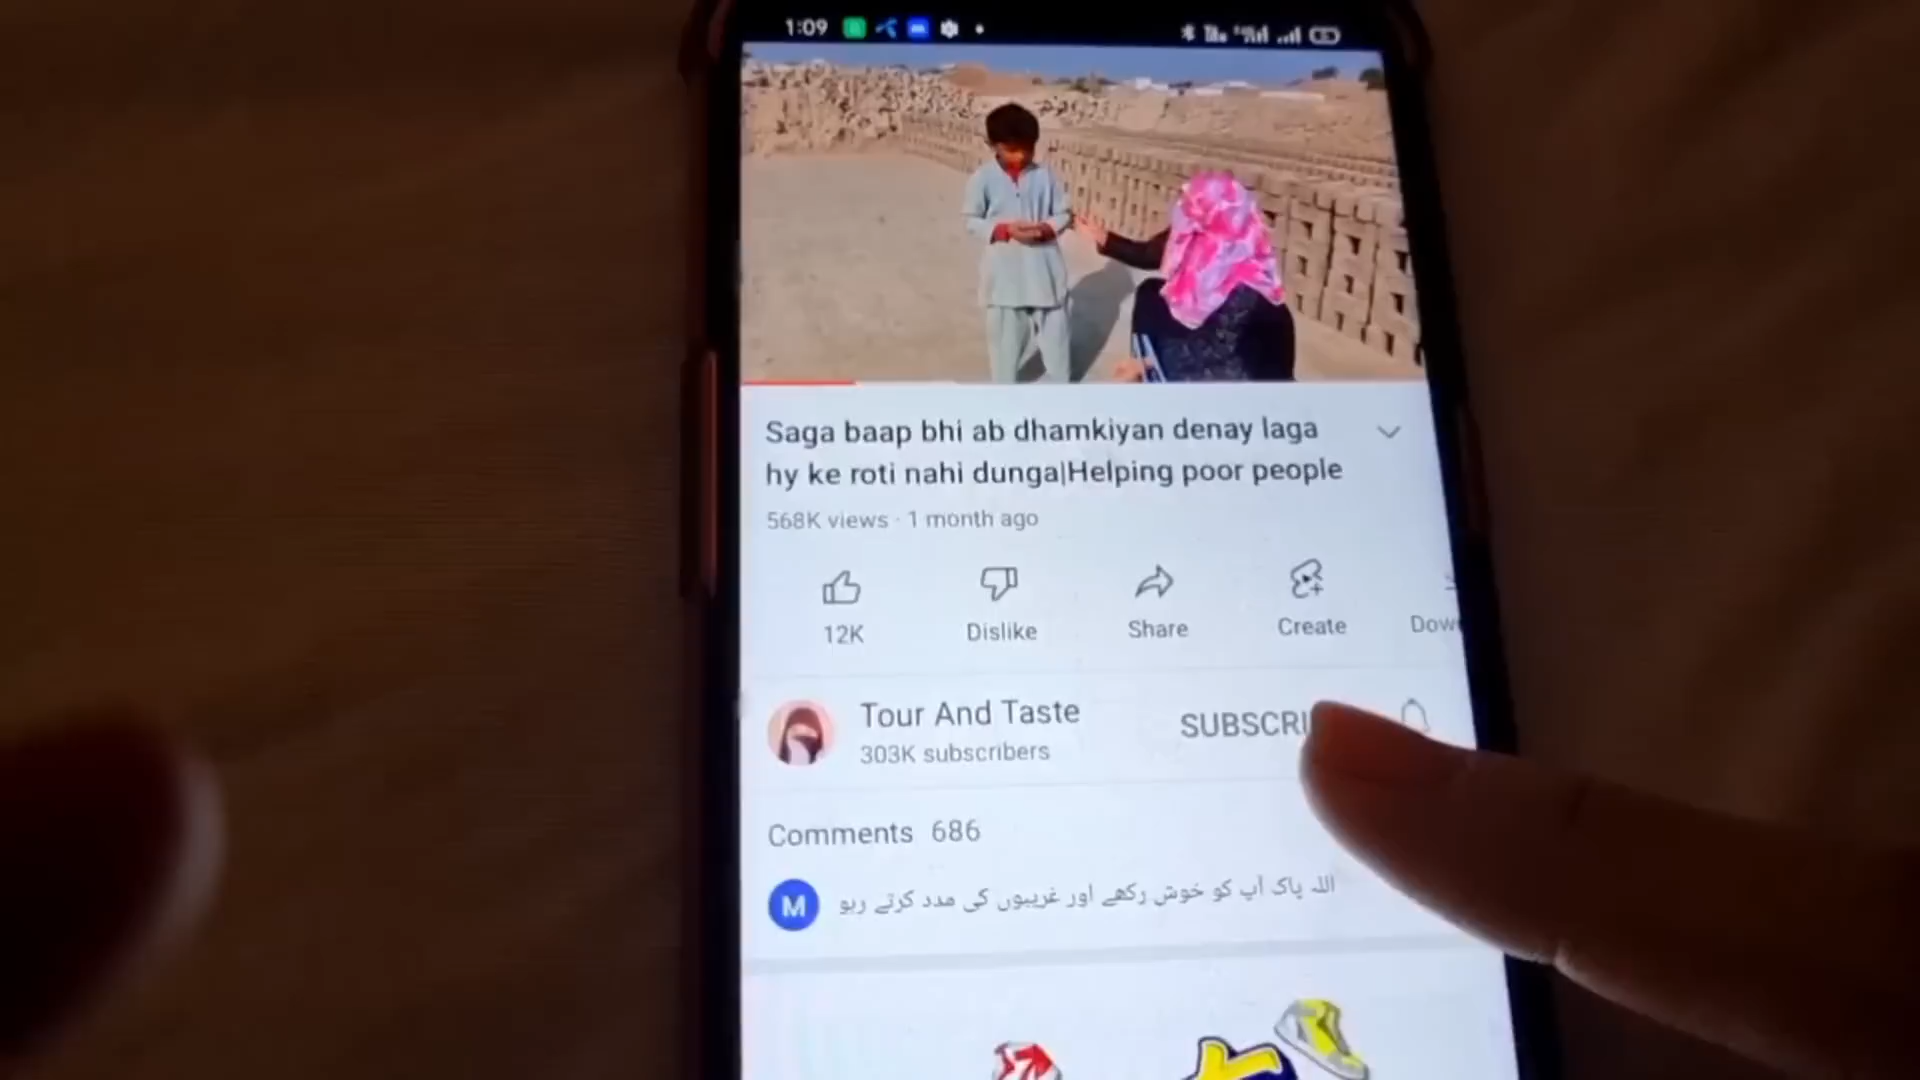 1:09
Saga baap bhi ab dhamkiyan denay laga
hy ke roti nahi dunga|Helping poor people
568K views · 1 month ago
12K
Dislike
Share
Create
Tour And Taste
303K subscribers
Comments 686
M
اللہ پاک آپ کو خوش رکھے اور غریبوں کی مدد کرتے رہو